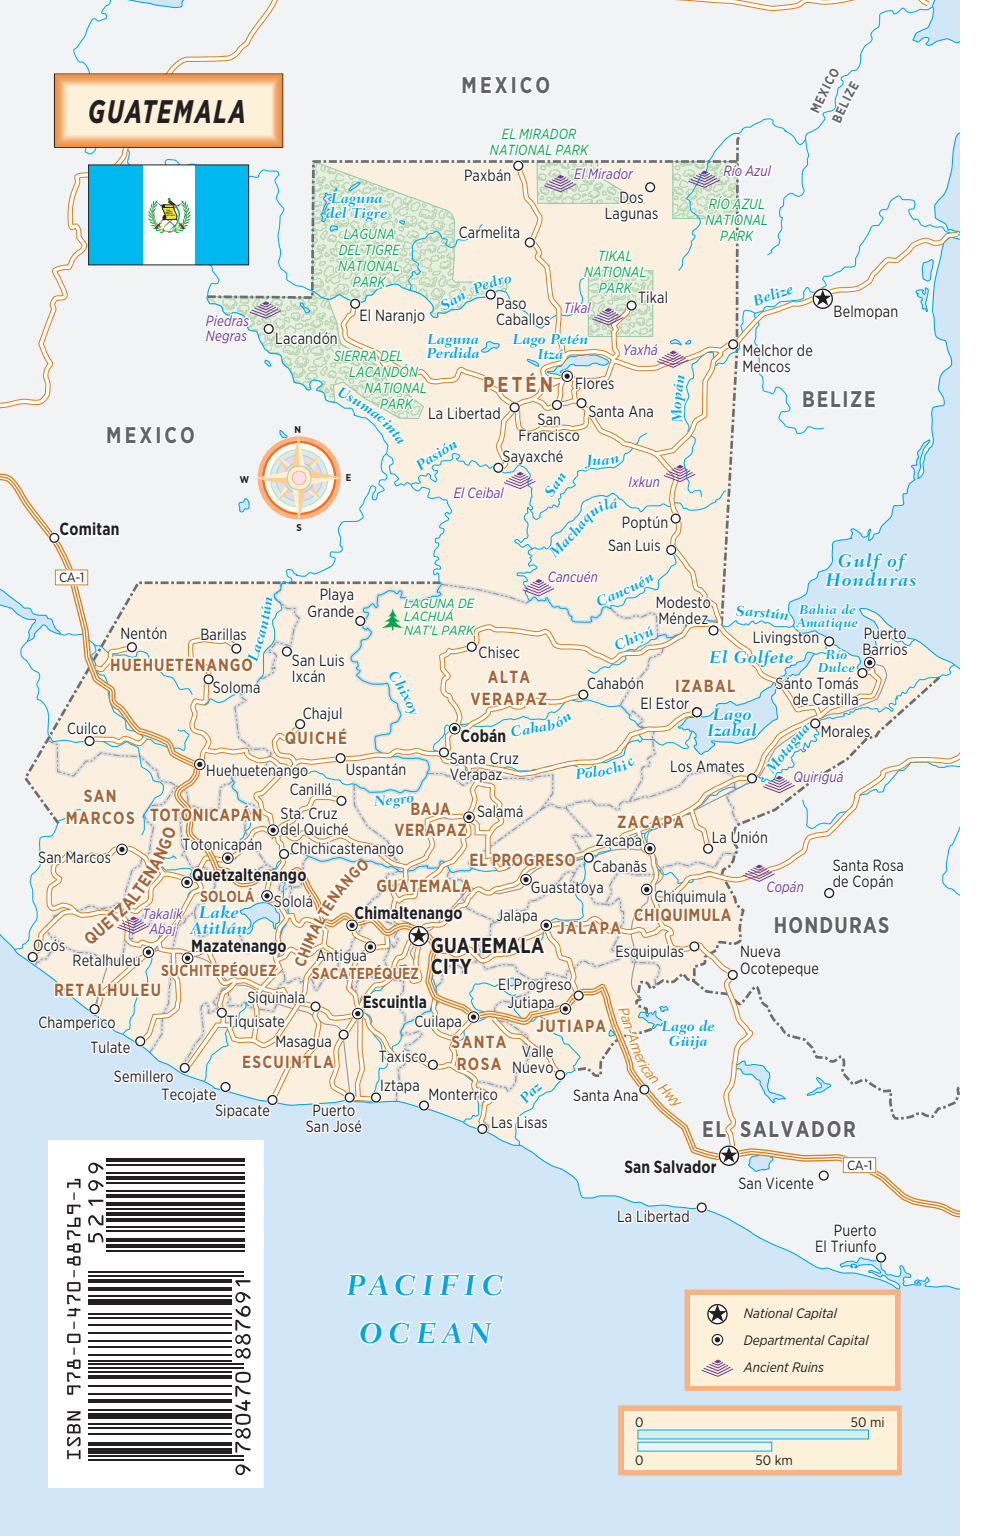 GUATEMALA
MEXICO
MEXICO
BELIZE
EL MIRADOR
NATIONAL PARK
Paxbán
El Mirador
Río Azul
Dos
Lagunas
RÍO AZUL
NATIONAL
PARK
Laguna
del Tigre
LAGUNA
DEL TIGRE
NATIONAL
PARK
Carmelita
TIKAL
NATIONAL
PARK
Tikal
Tikal
San Pedro
Paso
Caballos
El Naranjo
Piedras
Negras
Lacandón
Belize
Belmopan
Laguna
Perdida
Lago Petén
Itzá
Yaxhá
Melchor de
Mencos
SIERRA DEL
LACANDÓN
NATIONAL
PARK
PETÉN
Flores
Mopán
BELIZE
Usumacinta
La Libertad
San
Francisco
Santa Ana
MEXICO
N
W
E
S
Pasión
Sayaxché
El Ceibal
San Juan
Ixkun
Machaquilá
Poptún
San Luis
Comitan
CA-1
Gulf of
Honduras
Cancuén
Cancuén
Playa
Grande
LAGUNA DE
LACHUÁ
NAT'L PARK
Modesto
Méndez
Sarstún
Bahia de
Amatique
Livingston
Puerto
Barrios
Nentón
Barillas
Lacantún
HUEHUETENANGO
Soloma
San Luis
Ixcán
Chisec
Chiyú
El Golfete
Río
Dulce
Santo Tomás
de Castilla
Chixoy
ALTA
VERAPAZ
Cahabón
IZABAL
El Estor
Lago
Izabal
Morales
Cuilco
Chajul
QUICHÉ
Cobán
Cahabón
Motagua
Huehuetenango
Uspantán
Santa Cruz
Verapaz
Polochic
Los Amates
Quiriguá
SAN
MARCOS
TOTONICAPÁN
Canillá
Negro
BAJA
VERAPAZ
Salamá
Sta. Cruz
del Quiché
ZACAPA
San Marcos
Totonicapán
Chichicastenango
EL PROGRESO
Zacapa
Cabanãs
La Unión
QUETZALTENANGO
Quetzaltenango
SOLOLÁ
Sololá
CHIMALTENANGO
GUATEMALA
Guastatoya
Chiquimula
Copán
Santa Rosa
de Copán
Takalik
Abaj
Lake
Atitlán
Chimaltenango
Jalapa
JALAPA
CHIQUIMULA
HONDURAS
Ocós
Retalhuleu
Mazatenango
Antigua
GUATEMALA
CITY
Esquipulas
Nueva
Ocotepeque
RETALHULEU
SUCHITEPÉQUEZ
SACATEPÉQUEZ
El Progreso
Siquinala
Escuintla
Jutiapa
Champerico
Tiquisate
Cuilapa
JUTIAPA
Lago de
Güija
Masagua
SANTA
ROSA
Pan American Hwy
Tulate
ESCUINTLA
Taxisco
Valle
Nuevo
Semillero
Tecojate
Iztapa
Monterrico
Paz
Santa Ana
Sipacate
Puerto
San José
Las Lisas
EL SALVADOR
San Salvador
CA-1
San Vicente
La Libertad
Puerto
El Triunfo
ISBN 978-0-470-88769-1
52199
9 780470 887691
PACIFIC
OCEAN
National Capital
Departmental Capital
Ancient Ruins
0
50 mi
0
50 km